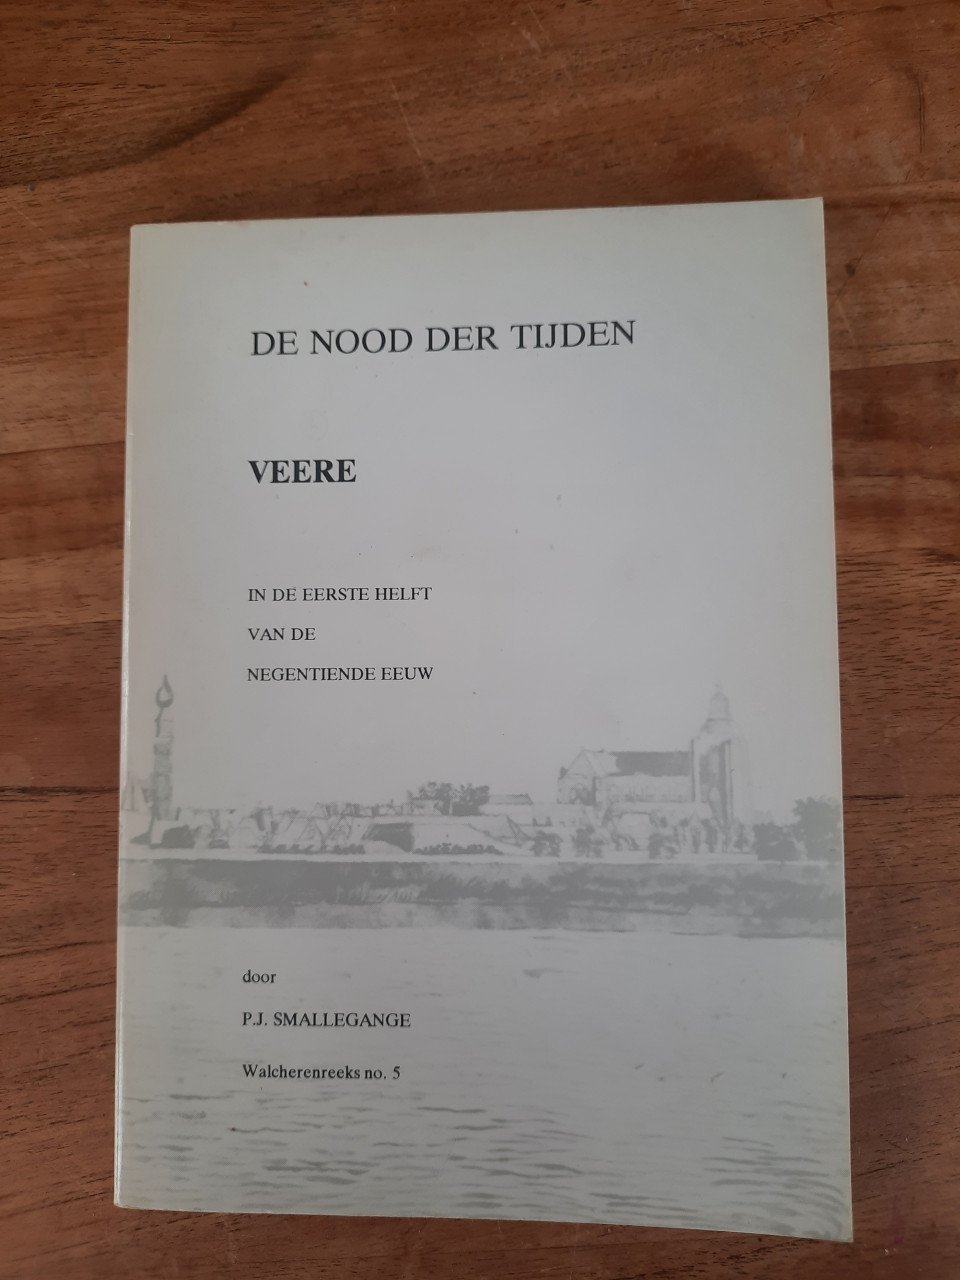 DE NOOD DER TIJDEN
VEERE
IN DE EERSTE HELFT
VAN DE
NEGENTIENDE EEUW
door
P.J. SMALLEGANGE
Walcherenreeks no. 5